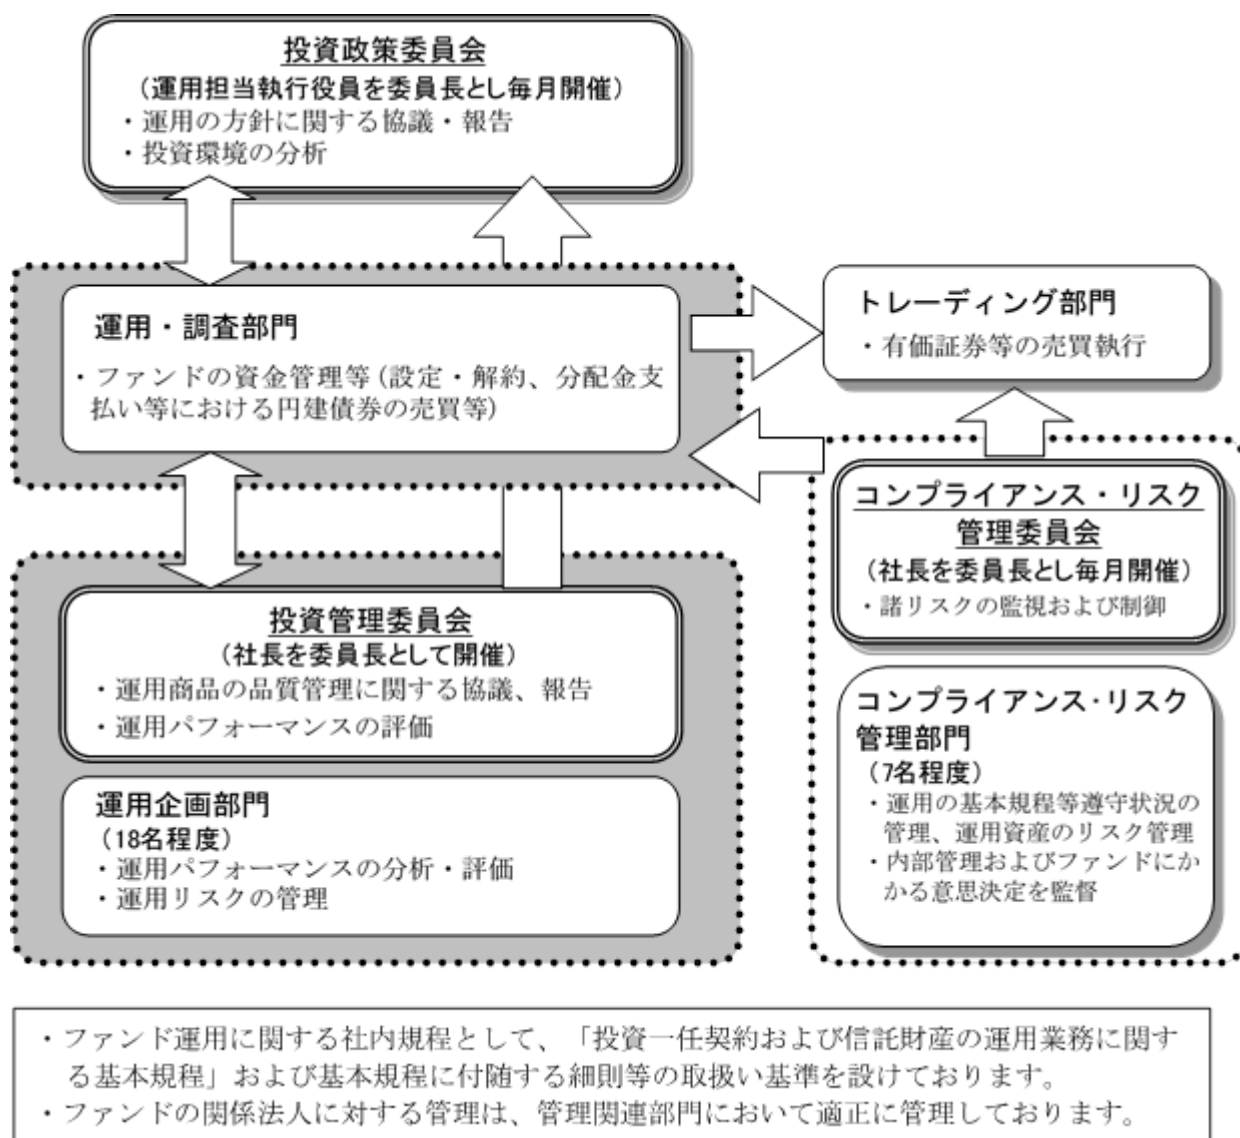 投資政策委員会
（運用担当執行役員を委員長とし毎月開催）
・運用の方針に関する協議・報告
・投資環境の分析
運用・調査部門
・ファンドの資金管理等（設定・解約、分配金支
払い等における円建債券の売買等）
トレーディング部門
・有価証券等の売買執行
コンプライアンス・リスク
管理委員会
（社長を委員長とし毎月開催）
・諸リスクの監視および制御
投資管理委員会
（社長を委員長として開催）
・運用商品の品質管理に関する協議、報告
・運用パフォーマンスの評価
運用企画部門
（18名程度）
・運用パフォーマンスの分析・評価
・運用リスクの管理
コンプライアンス・リスク
管理部門
（7名程度）
・運用の基本規程等遵守状況の
管理、運用資産のリスク管理
・内部管理およびファンドにか
かる意思決定を監督
・ファンド運用に関する社内規程として、「投資一任契約および信託財産の運用業務に関す
る基本規程」および基本規程に付随する細則等の取扱い基準を設けております。
・ファンドの関係法人に対する管理は、管理関連部門において適正に管理しております。